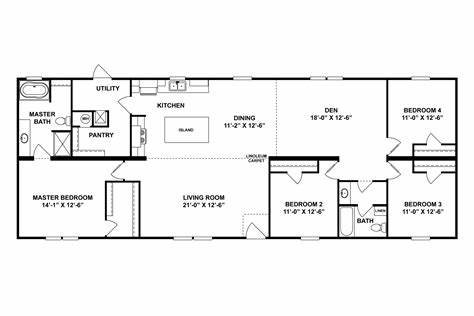 UTILITY
KITCHEN
MASTER
BATH
PANTRY
ISLAND
DINING
11'-2" X 12'-6"
DEN
18'-0" X 12'-6"
BEDROOM 4
11'-0" X 12'-6"
LINOLEUM
CARPET
MASTER BEDROOM
14'-1" X 12'-6"
LIVING ROOM
21'-0" X 12'-6"
BEDROOM 2
11'-0" X 12'-6"
LINEN
BATH
BEDROOM 3
11'-0" X 12'-6"